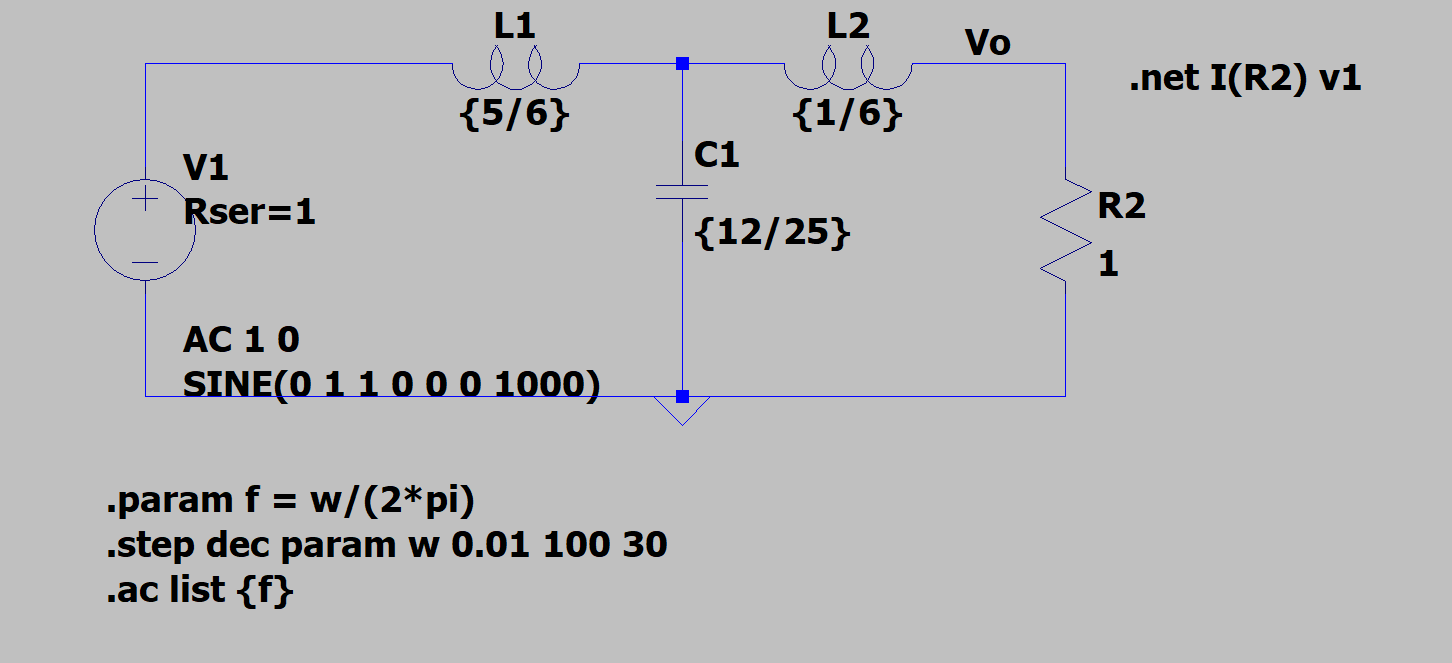 L1
L2
Vo
.net I(R2) v1
{5/6}
{1/6}
V1
C1
Rser=1
R2
{12/25}
1
AC 1 0
SINE(0 1 1 0 0 0 1000)
.param f = w/(2*pi)
.step dec param w 0.01 100 30
.ac list {f}